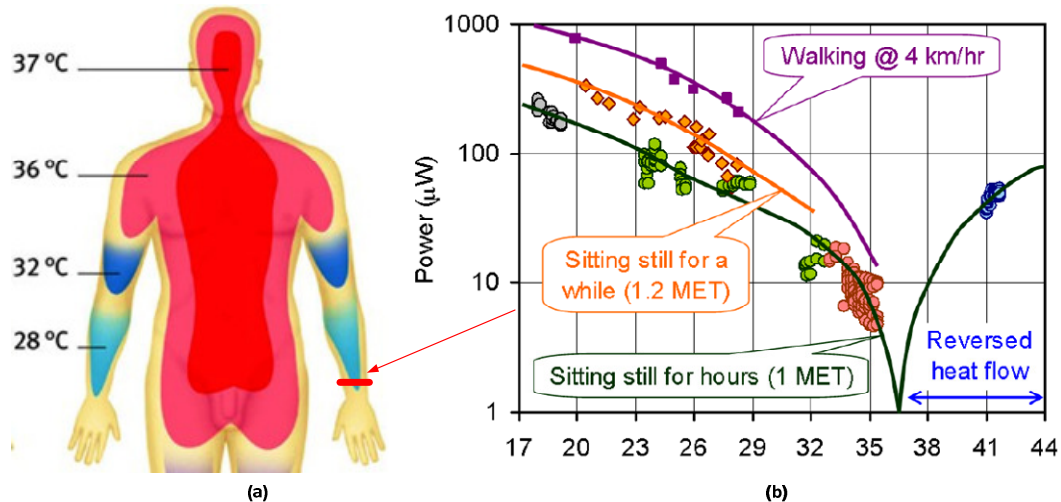 37 ºC
36 ºC
32 ºC
28 ºC
(a)
Power (µW)
1000
100
10
1
17 20 23 26 29 32 35 38 41 44
Walking @ 4 km/hr
Sitting still for a
while (1.2 MET)
Sitting still for hours (1 MET)
Reversed
heat flow
(b)